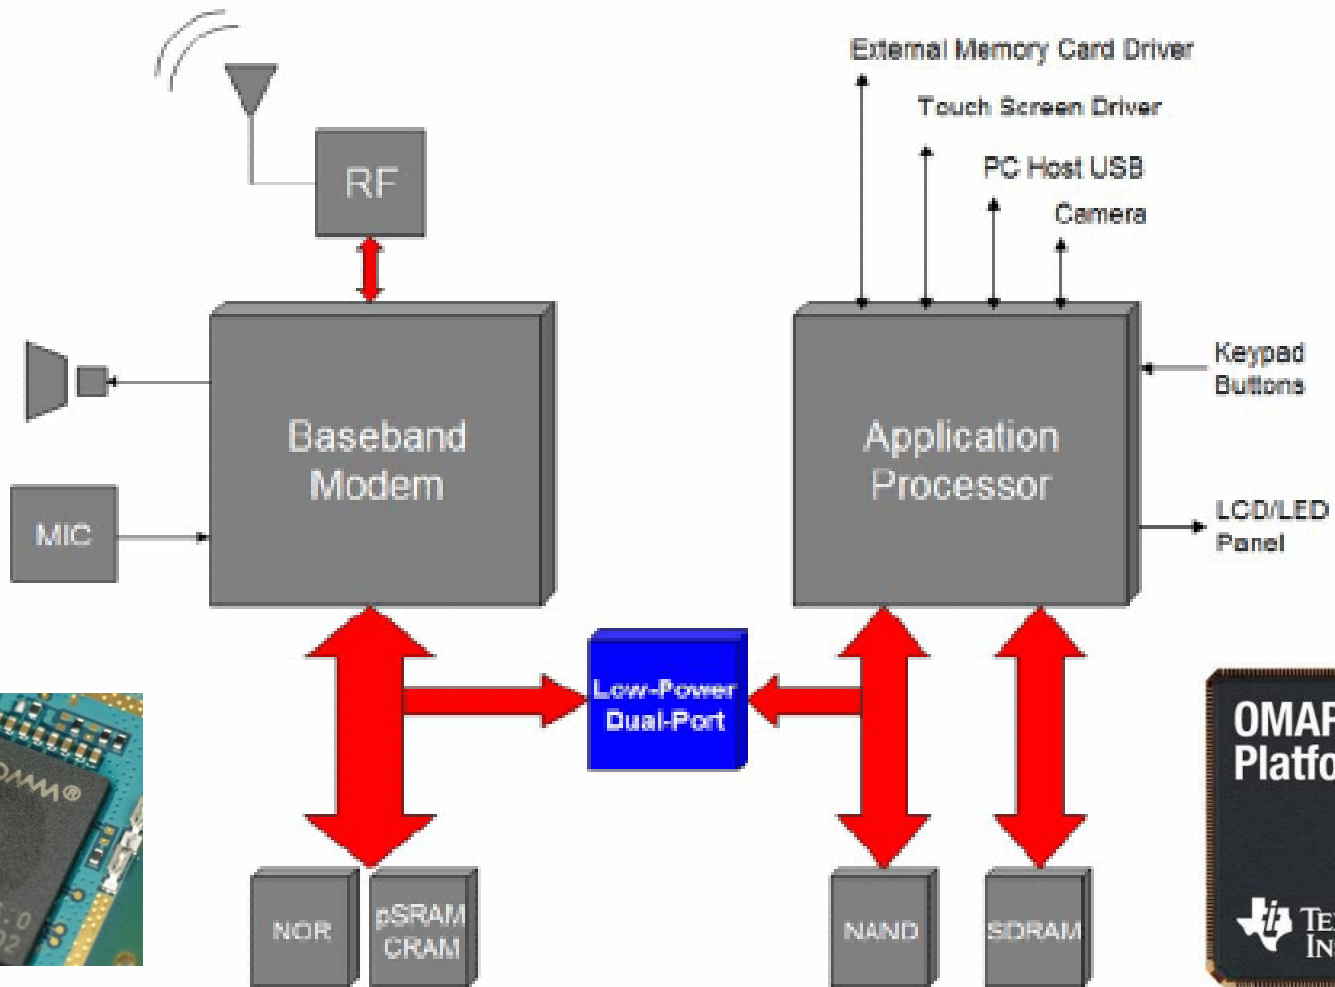 External Memory Card Driver
Touch Screen Driver
PC Host USB
Camera
RF
Keypad
Buttons
Baseband
Modem
Application
Processor
MIC
LCD/LED
Panel
Low-Power
Dual-Port
OMAP
NOR
pSRAM
CRAM
NAND
SDRAM